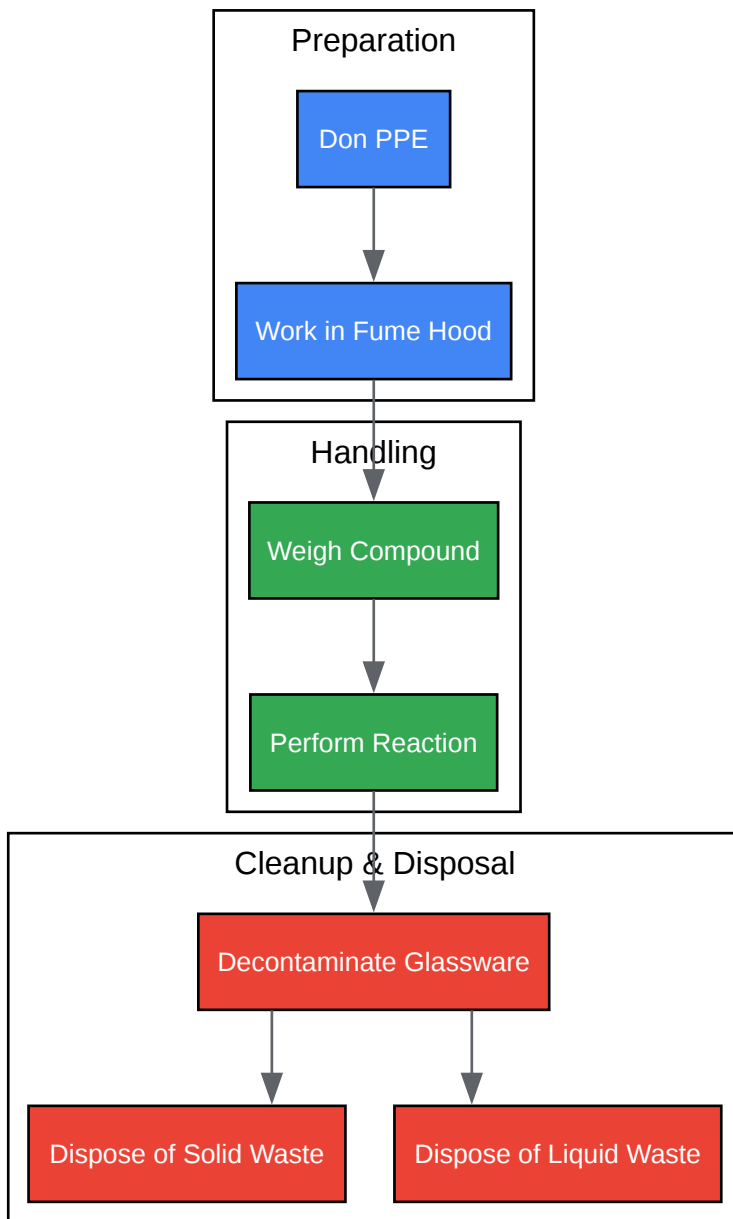 Preparation
Don PPE
Work in Fume Hood
Handling
Weigh Compound
Perform Reaction
Cleanup & Disposal
Decontaminate Glassware
Dispose of Solid Waste
Dispose of Liquid Waste